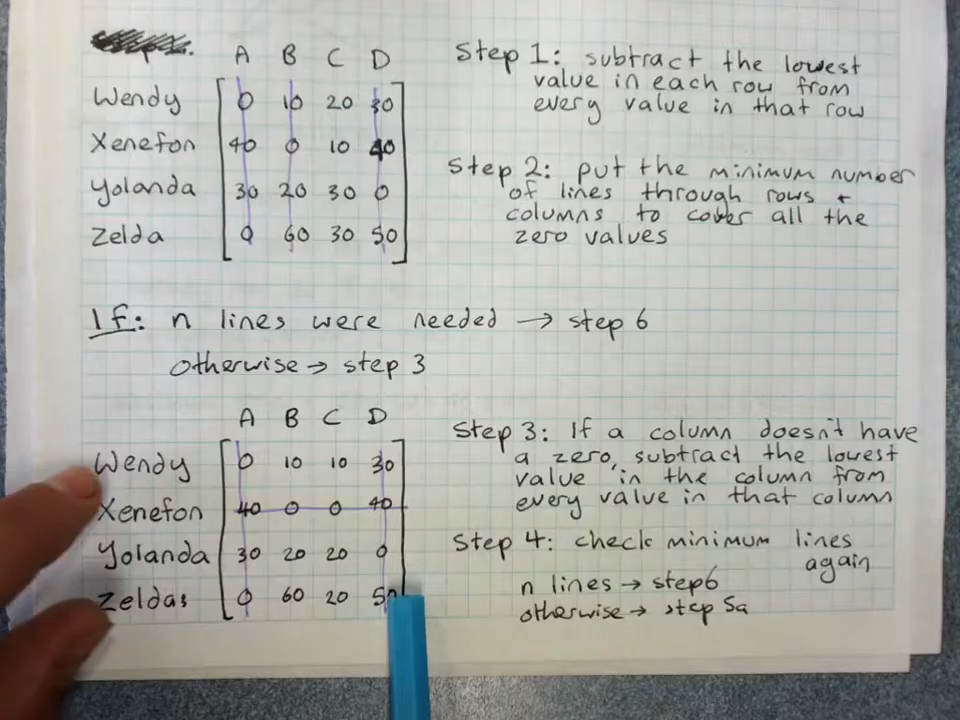 A B C D
Wendy 0 10 20 30
Xenefon 40 0 10 40
Yolanda 30 20 30 0
Zelda 0 60 30 50
Step 1: subtract the lowest
value in each row from
every value in that row
Step 2: put the minimum number
of lines through rows +
columns to cover all the
zero values
If: n lines were needed → step 6
otherwise → step 3
A B C D
Wendy 0 10 10 30
Xenefon 40 0 0 40
Yolanda 30 20 20 0
Zeldas 0 60 20 50
Step 3: If a column doesn't have
a zero, subtract the lowest
value in the column from
every value in that column
Step 4: check minimum lines
again
n lines → step 6
otherwise → step 5a